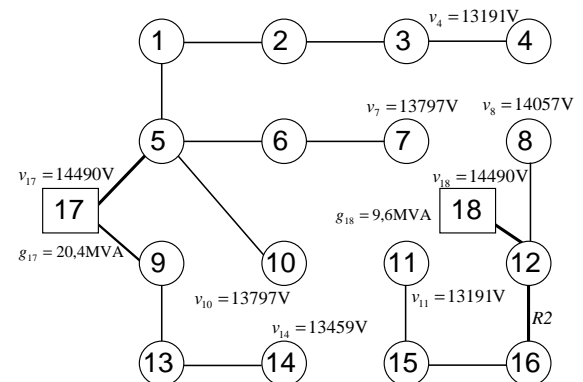 v₄ = 13191V
1 2 3 4
v₇ = 13797V v₈ = 14057V
5 6 7 8
v₁₇ = 14490V v₁₈ = 14490V
17 g₁₈ = 9,6MVA 18
g₁₇ = 20,4MVA 9 10 11 12
v₁₀ = 13797V v₁₁ = 13191V
v₁₄ = 13459V R2
13 14 15 16